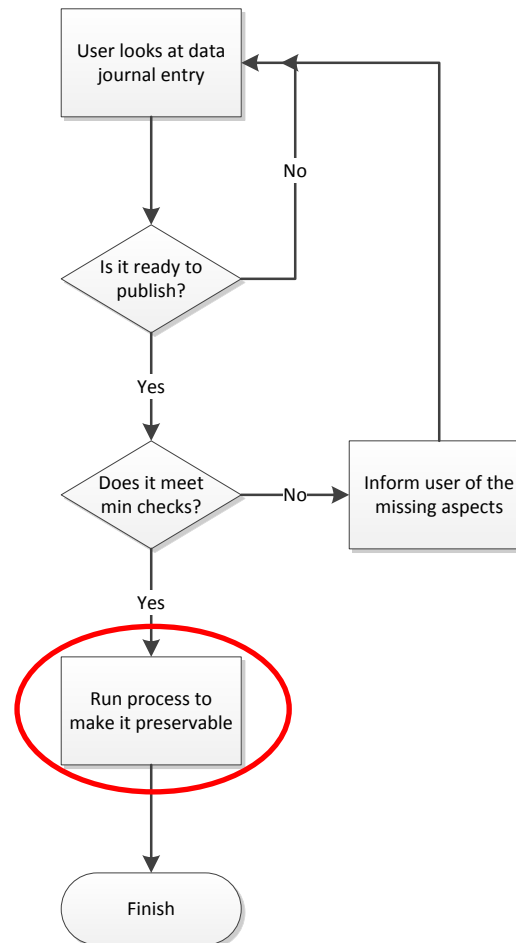 User looks at data
journal entry
No
Is it ready to
publish?
Yes
Does it meet
min checks?
No
Inform user of the
missing aspects
Yes
Run process to
make it preservable
Finish